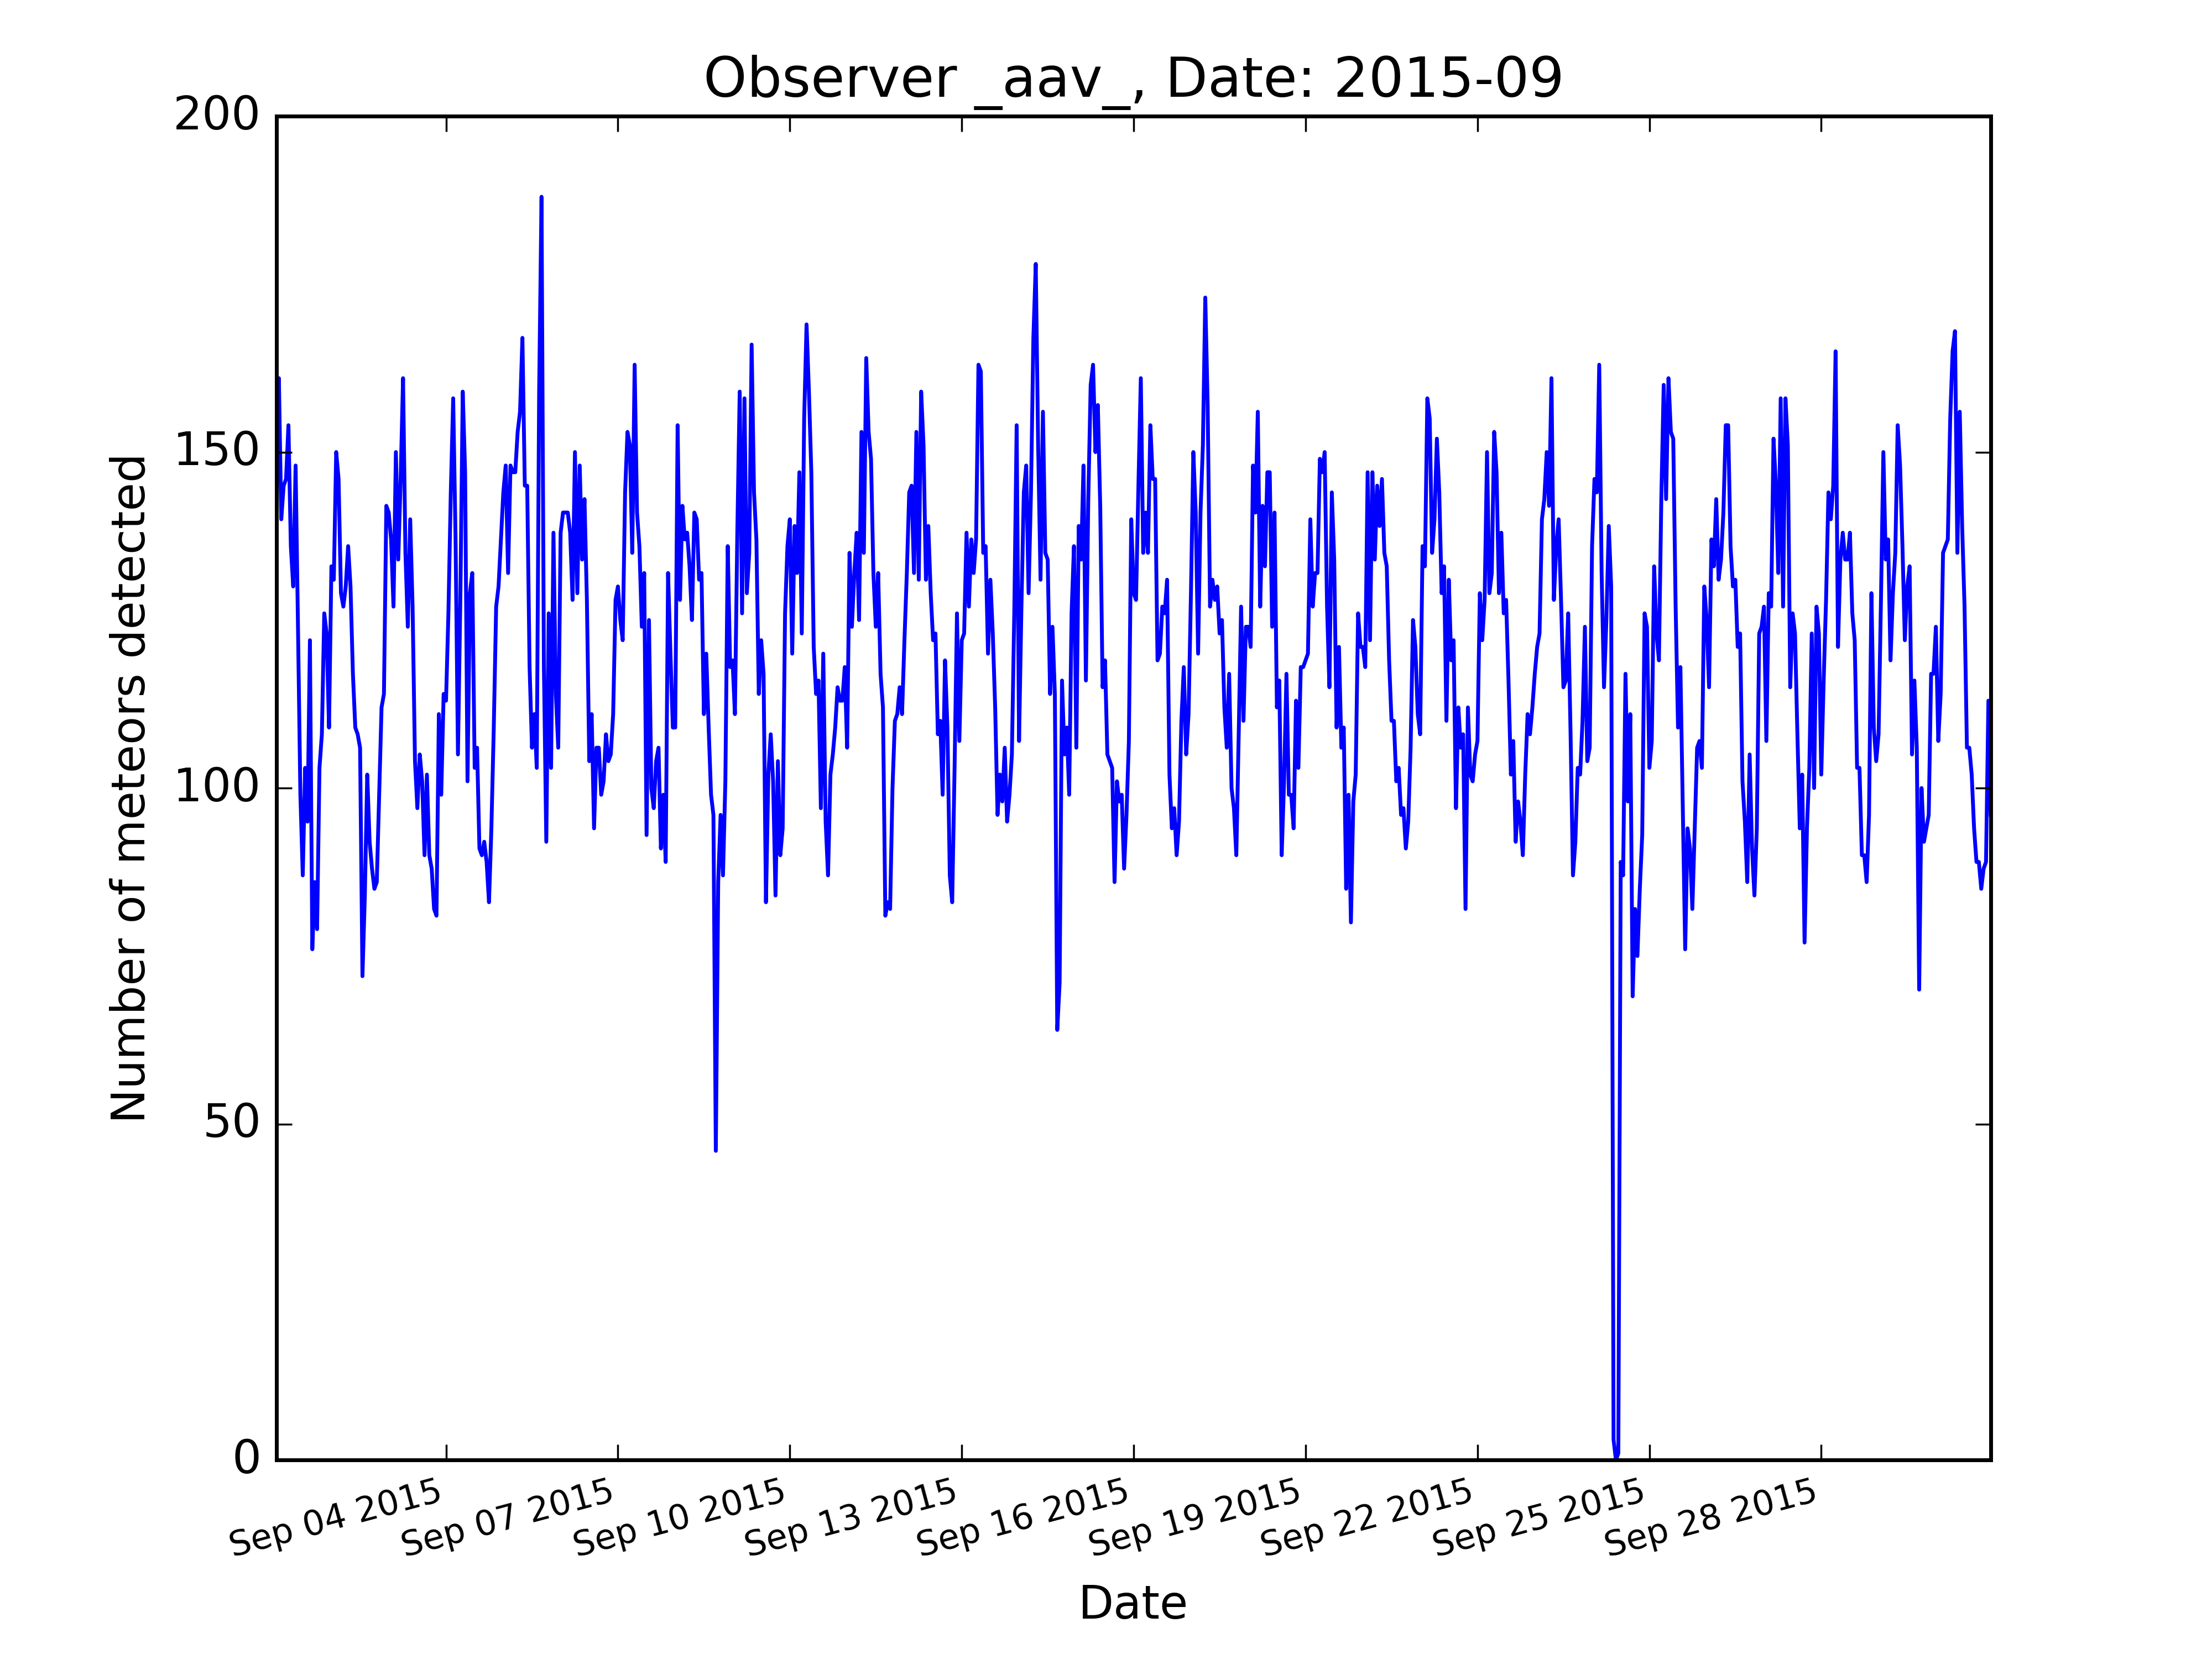 Observer _aav_, Date: 2015-09
200
150
100
50
0
Number of meteors detected
Sep 04 2015
Sep 07 2015
Sep 10 2015
Sep 13 2015
Sep 16 2015
Sep 19 2015
Sep 22 2015
Sep 25 2015
Sep 28 2015
Date